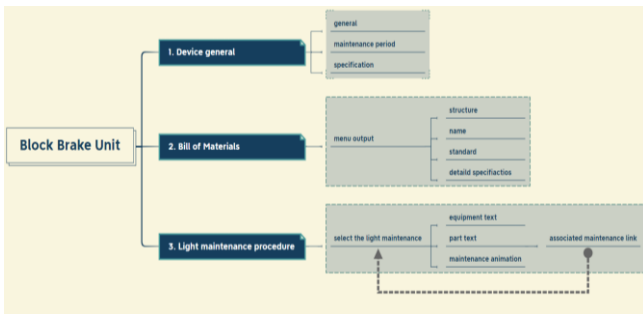 Block Brake Unit
1. Device general
general
maintenance period
specification
2. Bill of Materials
menu output
structure
name
standard
detaild specifiactios
3. Light maintenance procedure
select the light maintenance
equipment text
part text
maintenance animation
associated maintenance link